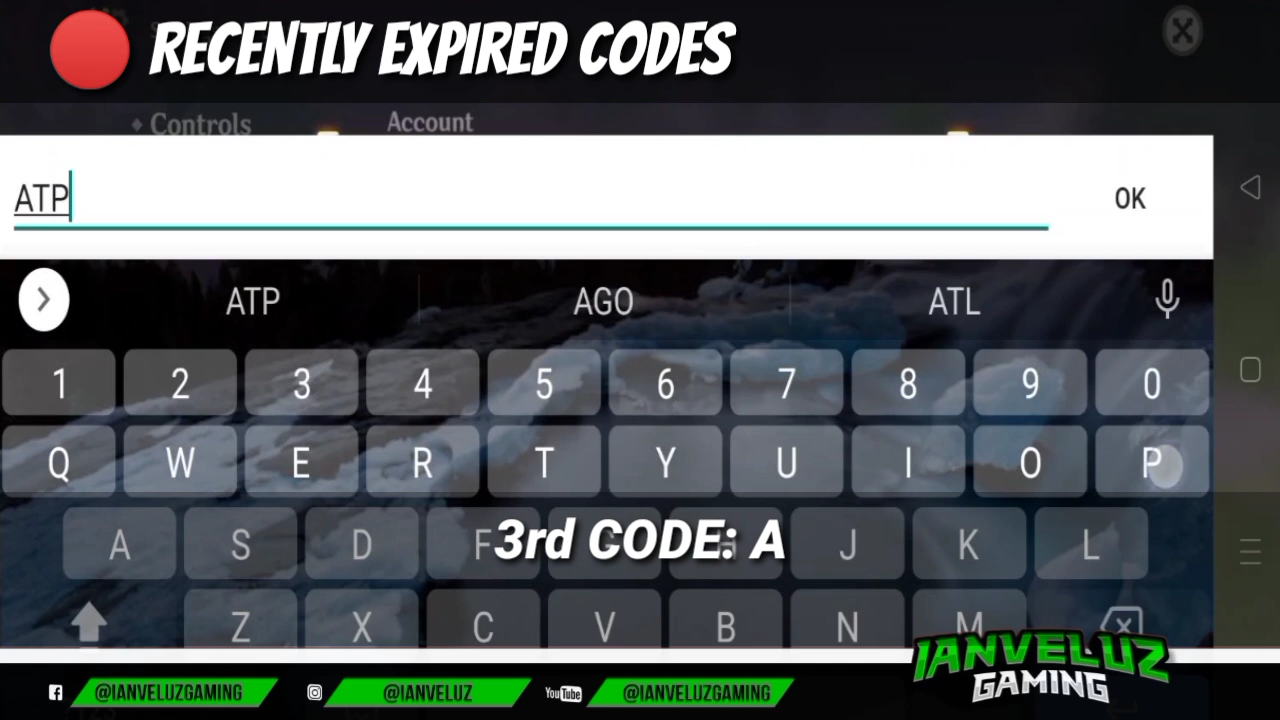 RECENTLY EXPIRED CODES
Controls
Account
ATP
OK
ATP AGO ATL
1 2 3 4 5 6 7 8 9 0
Q W E R T Y U I O P
A S D F J K L
3rd CODE: A
Z X C V B N M
IANVELUZ
GAMING
@IANVELUZGAMING @IANVELUZ YouTube @IANVELUZGAMING